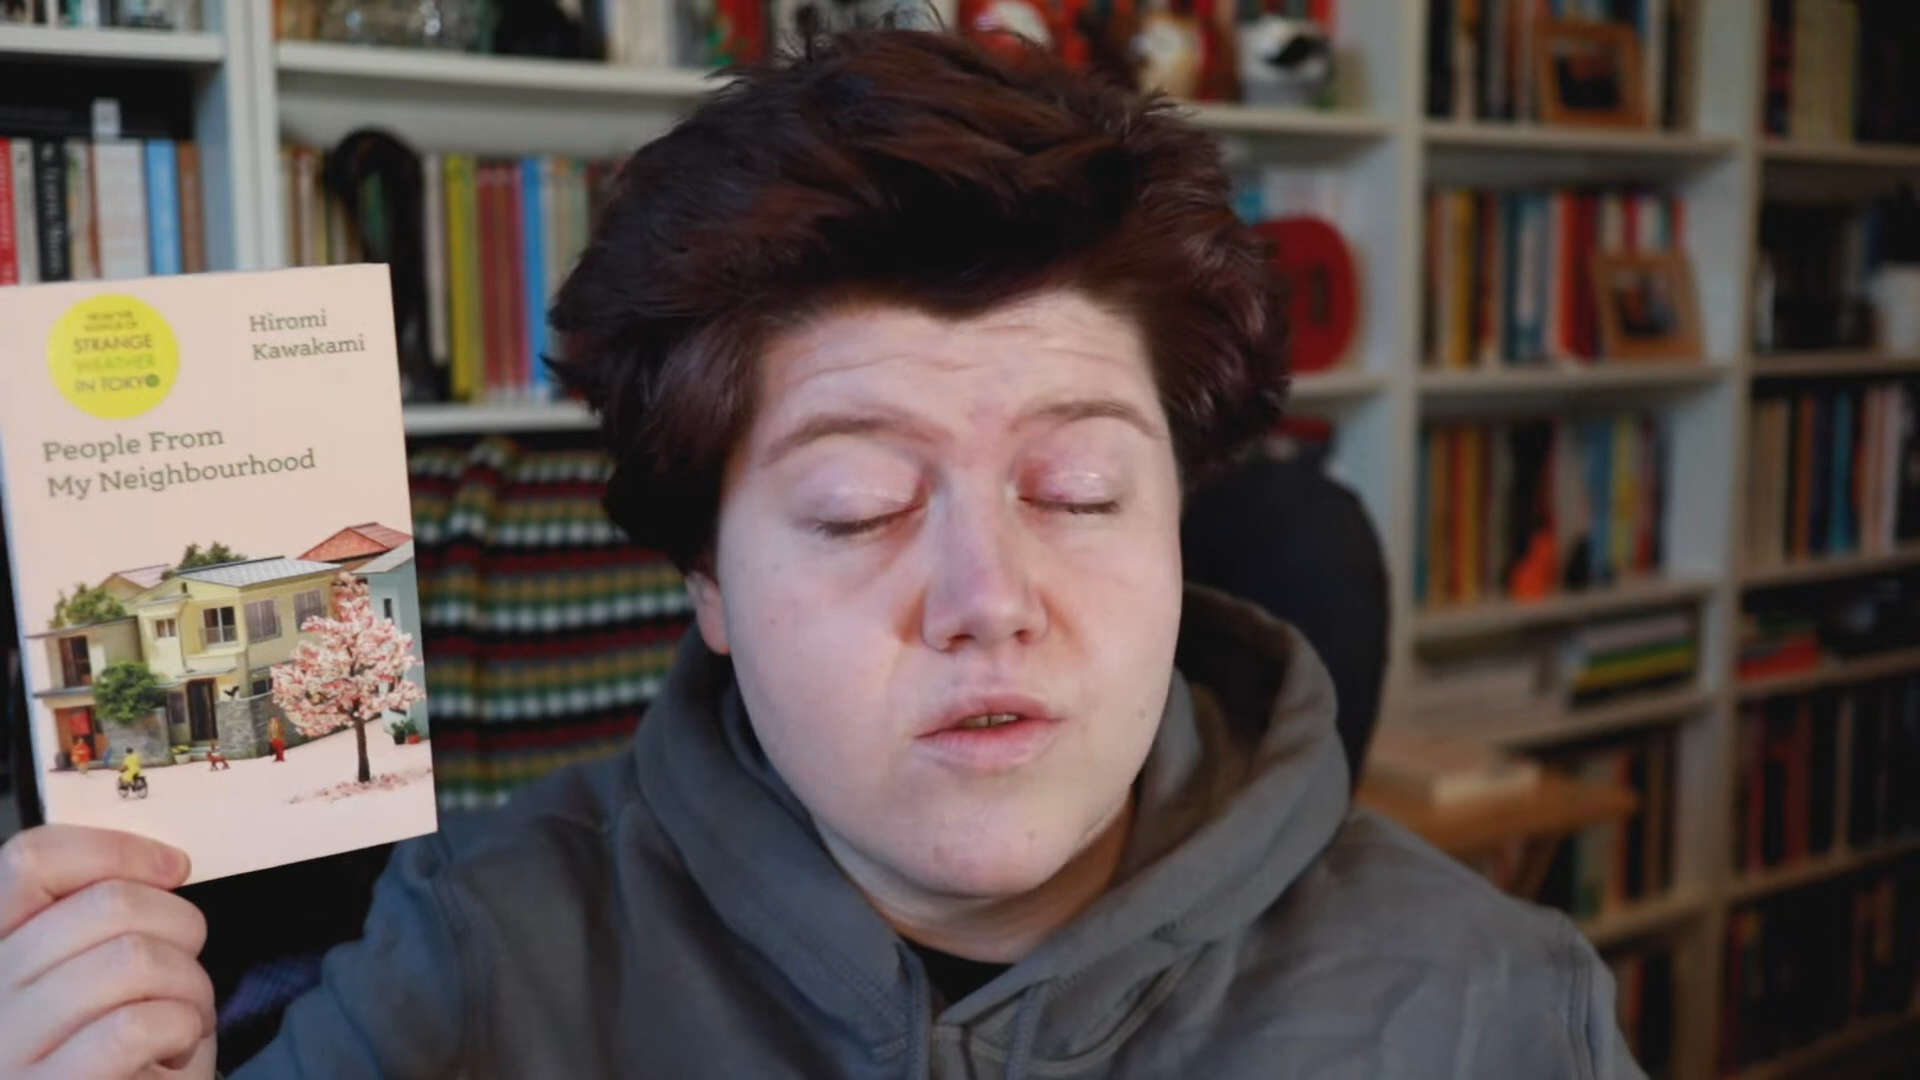 FROM THE
AUTHOR OF
STRANGE
WEATHER
IN TOKYO
Hiromi
Kawakami
People From
My Neighbourhood